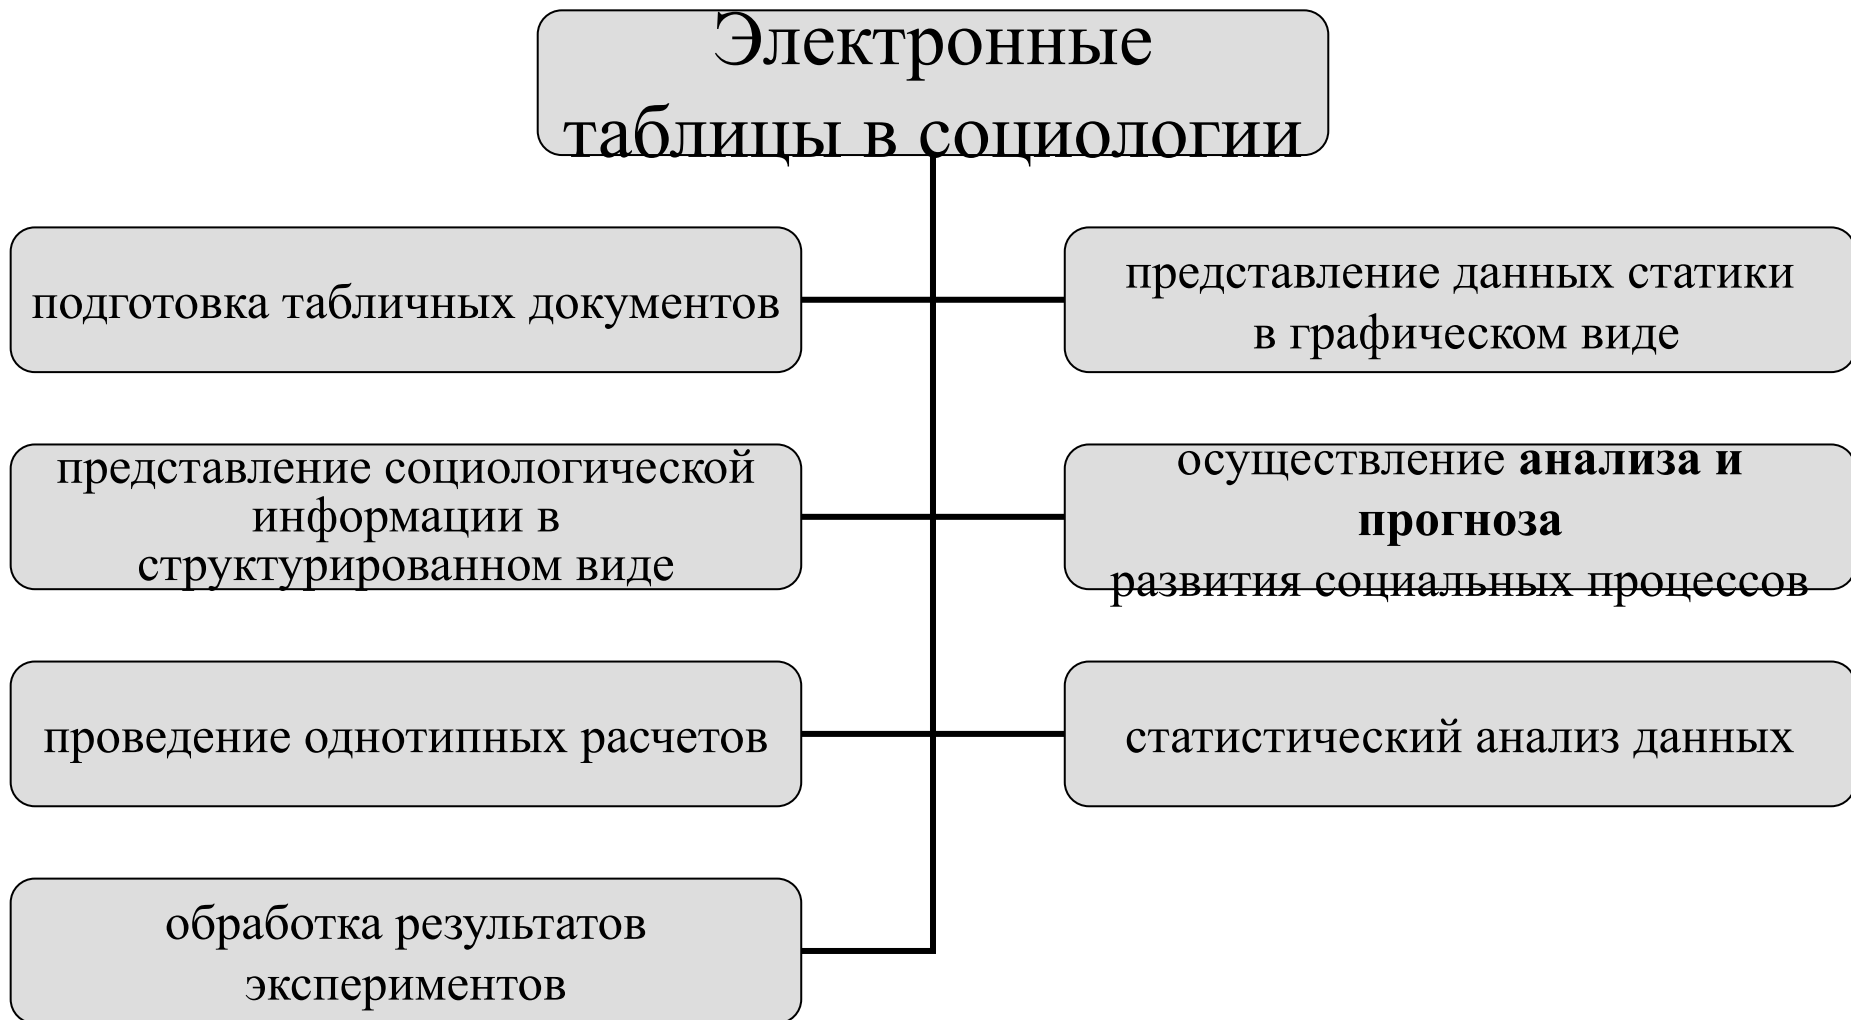 Электронные
таблицы в социологии
подготовка табличных документов
представление данных статики
в графическом виде
представление социологической
информации в
структурированном виде
осуществление анализа и
прогноза
развития социальных процессов
проведение однотипных расчетов
статистический анализ данных
обработка результатов
экспериментов